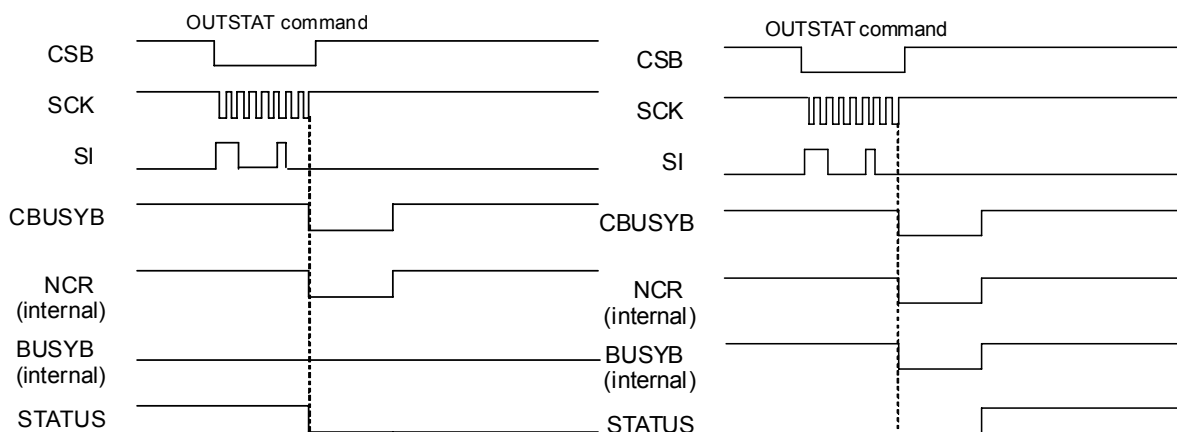 OUTSTAT command
CSB
SCK
SI
CBUSYB
NCR
(internal)
BUSYB
(internal)
STATUS
OUTSTAT command
CSB
SCK
SI
CBUSYB
NCR
(internal)
BUSYB
(internal)
STATUS